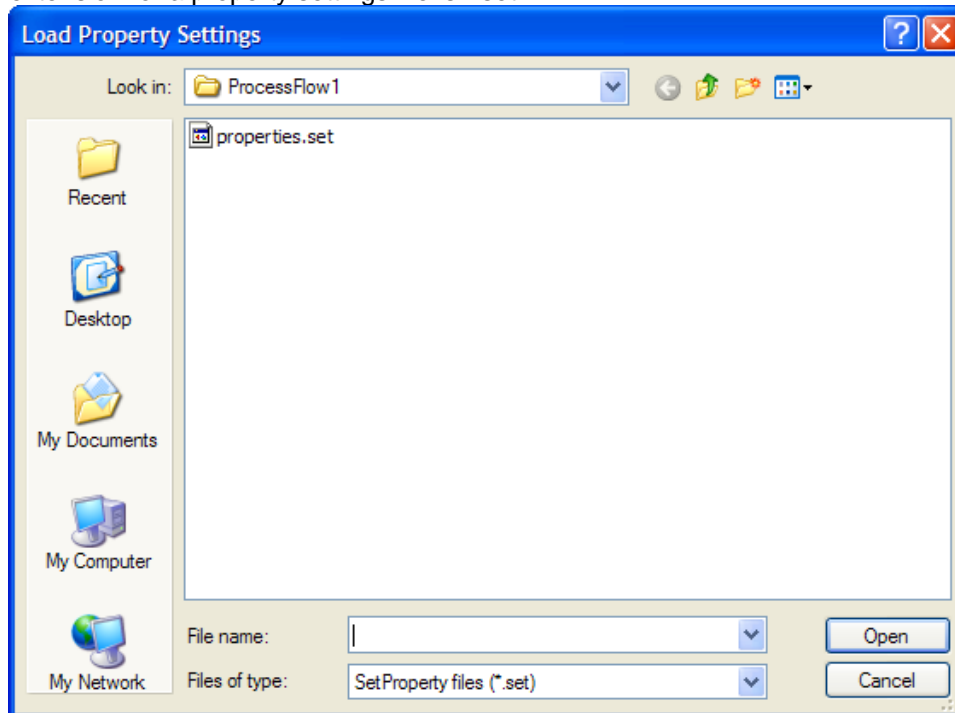 Load Property Settings
Look in: ProcessFlow1
properties.set
Recent
Desktop
My Documents
My Computer
My Network
File name:
Open
Files of type: SetProperty files (*.set)
Cancel